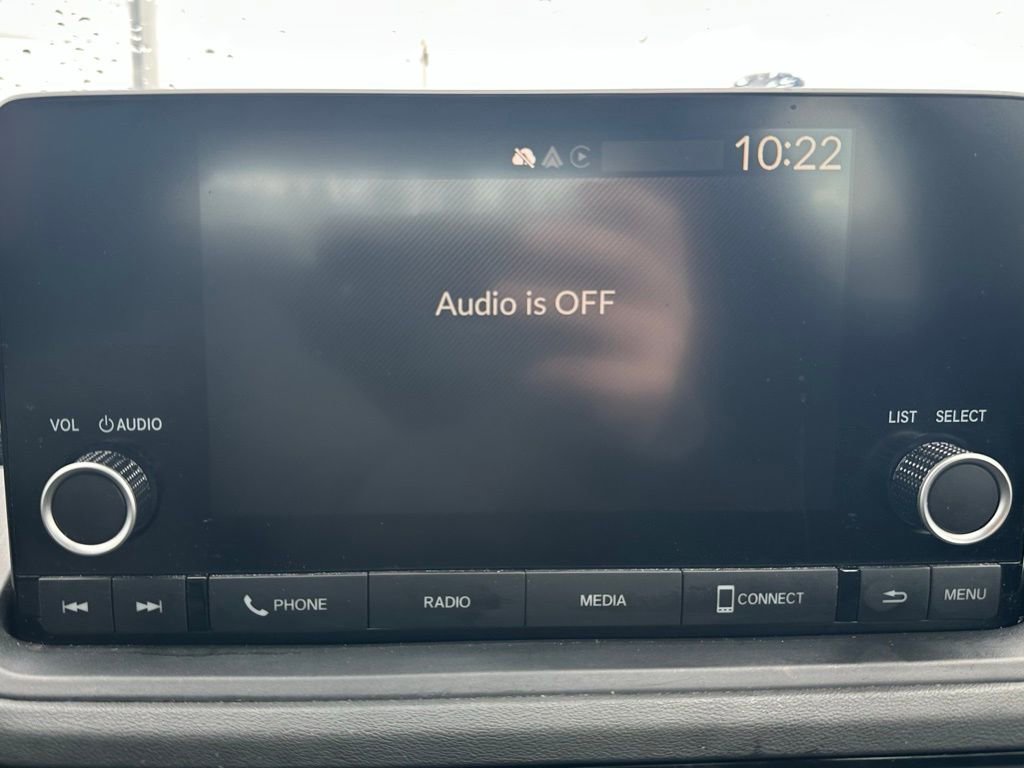 10:22
Audio is OFF
VOL AUDIO
LIST SELECT
PHONE RADIO MEDIA CONNECT MENU